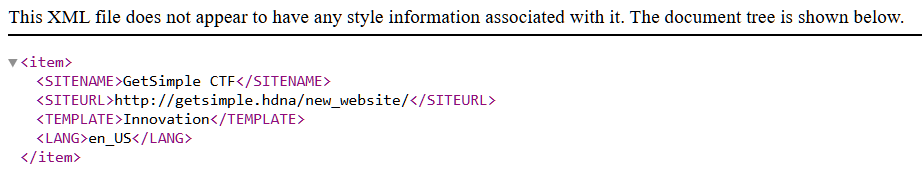 This XML file does not appear to have any style information associated with it. The document tree is shown below.
▼<item>
<SITENAME>GetSimple CTF</SITENAME>
<SITEURL>http://getsimple.hdna/new_website/</SITEURL>
<TEMPLATE>Innovation</TEMPLATE>
<LANG>en_US</LANG>
</item>